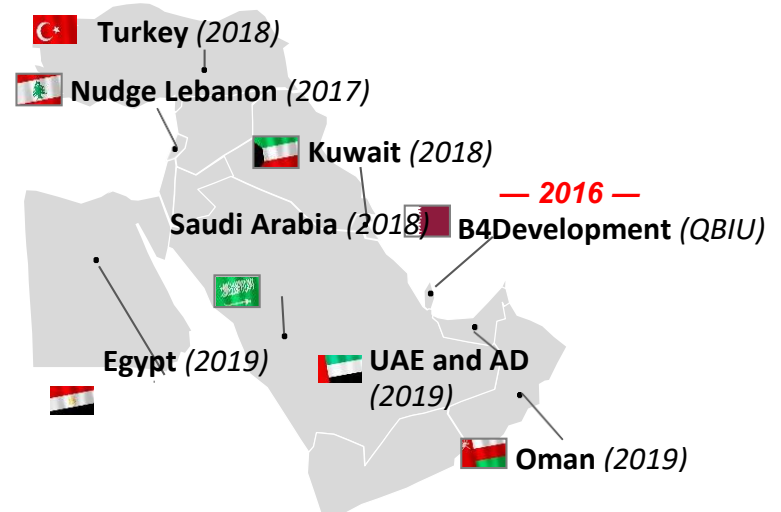 Turkey (2018)
Nudge Lebanon (2017)
Kuwait (2018)
— 2016 —
Saudi Arabia (2018)
B4Development (QBIU)
Egypt (2019)
UAE and AD
(2019)
Oman (2019)